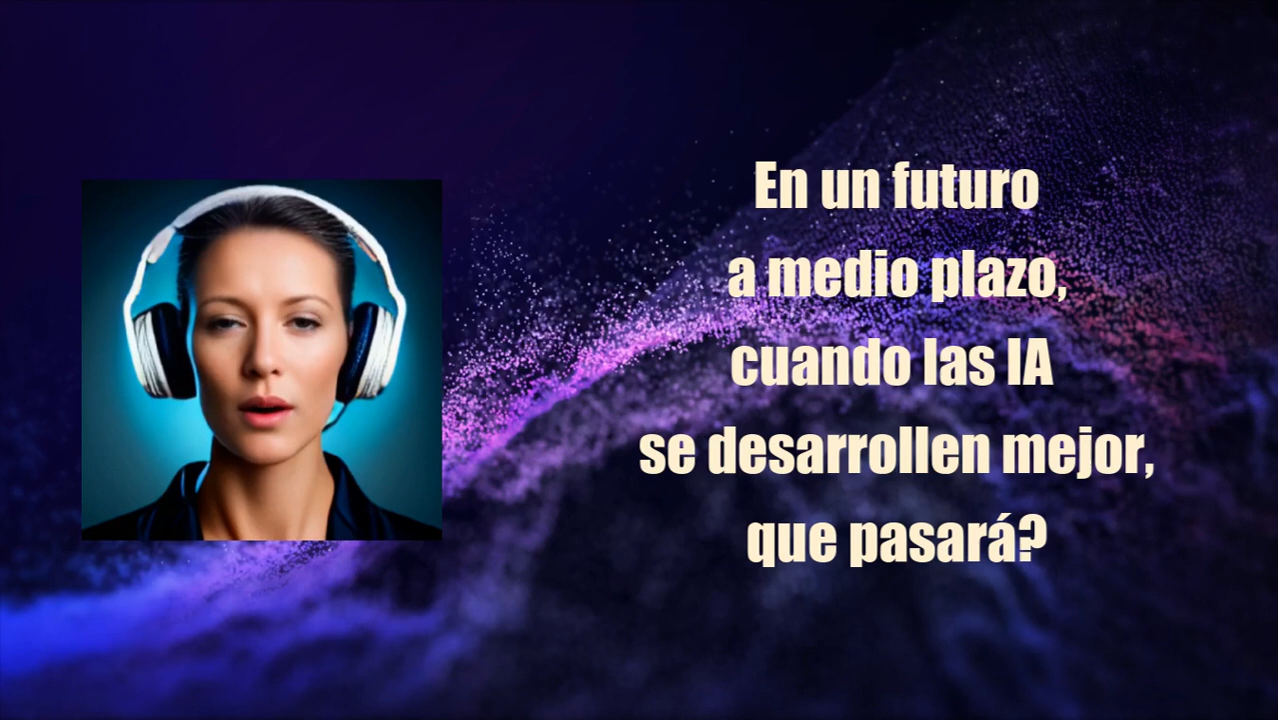 En un futuro
a medio plazo,
cuando las IA
se desarrollen mejor,
que pasará?